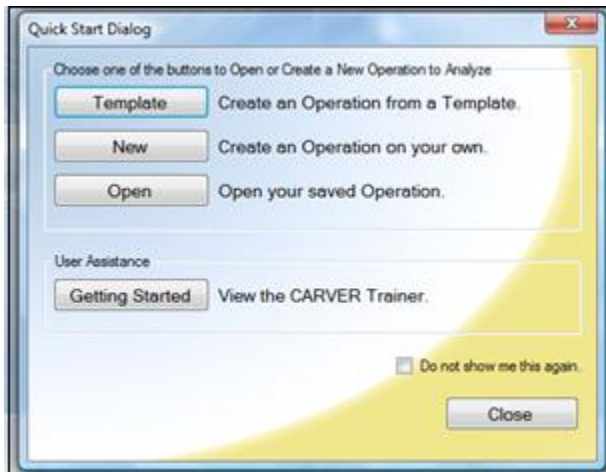 Quick Start Dialog
Choose one of the buttons to Open or Create a New Operation to Analyze
Template Create an Operation from a Template.
New Create an Operation on your own.
Open Open your saved Operation.
User Assistance
Getting Started View the CARVER Trainer.
Do not show me this again.
Close